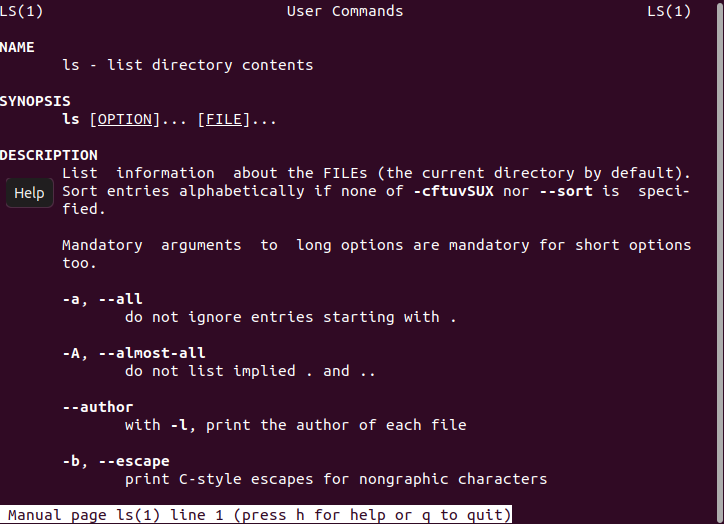 LS(1) User Commands LS(1)
NAME
ls - list directory contents
SYNOPSIS
ls [OPTION]... [FILE]...
DESCRIPTION
List information about the FILEs (the current directory by default).
Help
Sort entries alphabetically if none of -cftuvSUX nor --sort is speci-
fied.
Mandatory arguments to long options are mandatory for short options
too.
-a, --all
do not ignore entries starting with .
-A, --almost-all
do not list implied . and ..
--author
with -l, print the author of each file
-b, --escape
print C-style escapes for nongraphic characters
Manual page ls(1) line 1 (press h for help or q to quit)